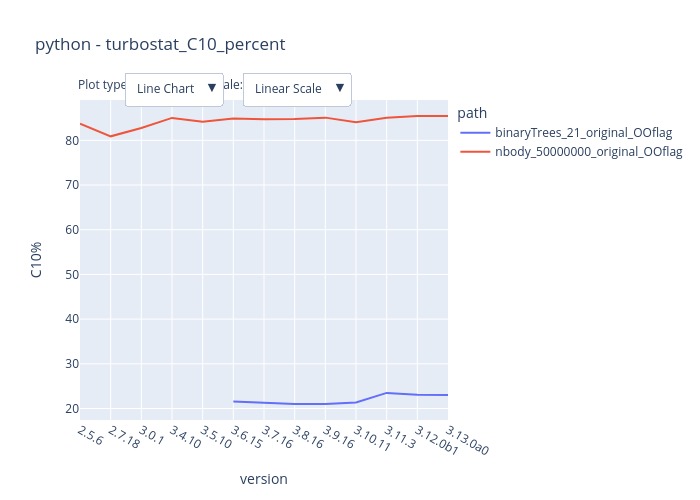 python - turbostat_C10_percent
Plot type
Line Chart ▼
ale:
Linear Scale ▼
path
binaryTrees_21_original_OOflag
nbody_50000000_original_OOflag
C10%
80
70
60
50
40
30
20
2.5.6
2.7.18
3.0.1
3.4.10
3.5.10
3.6.15
3.7.16
3.8.16
3.9.16
3.10.11
3.11.3
3.12.0b1
3.13.0a0
version